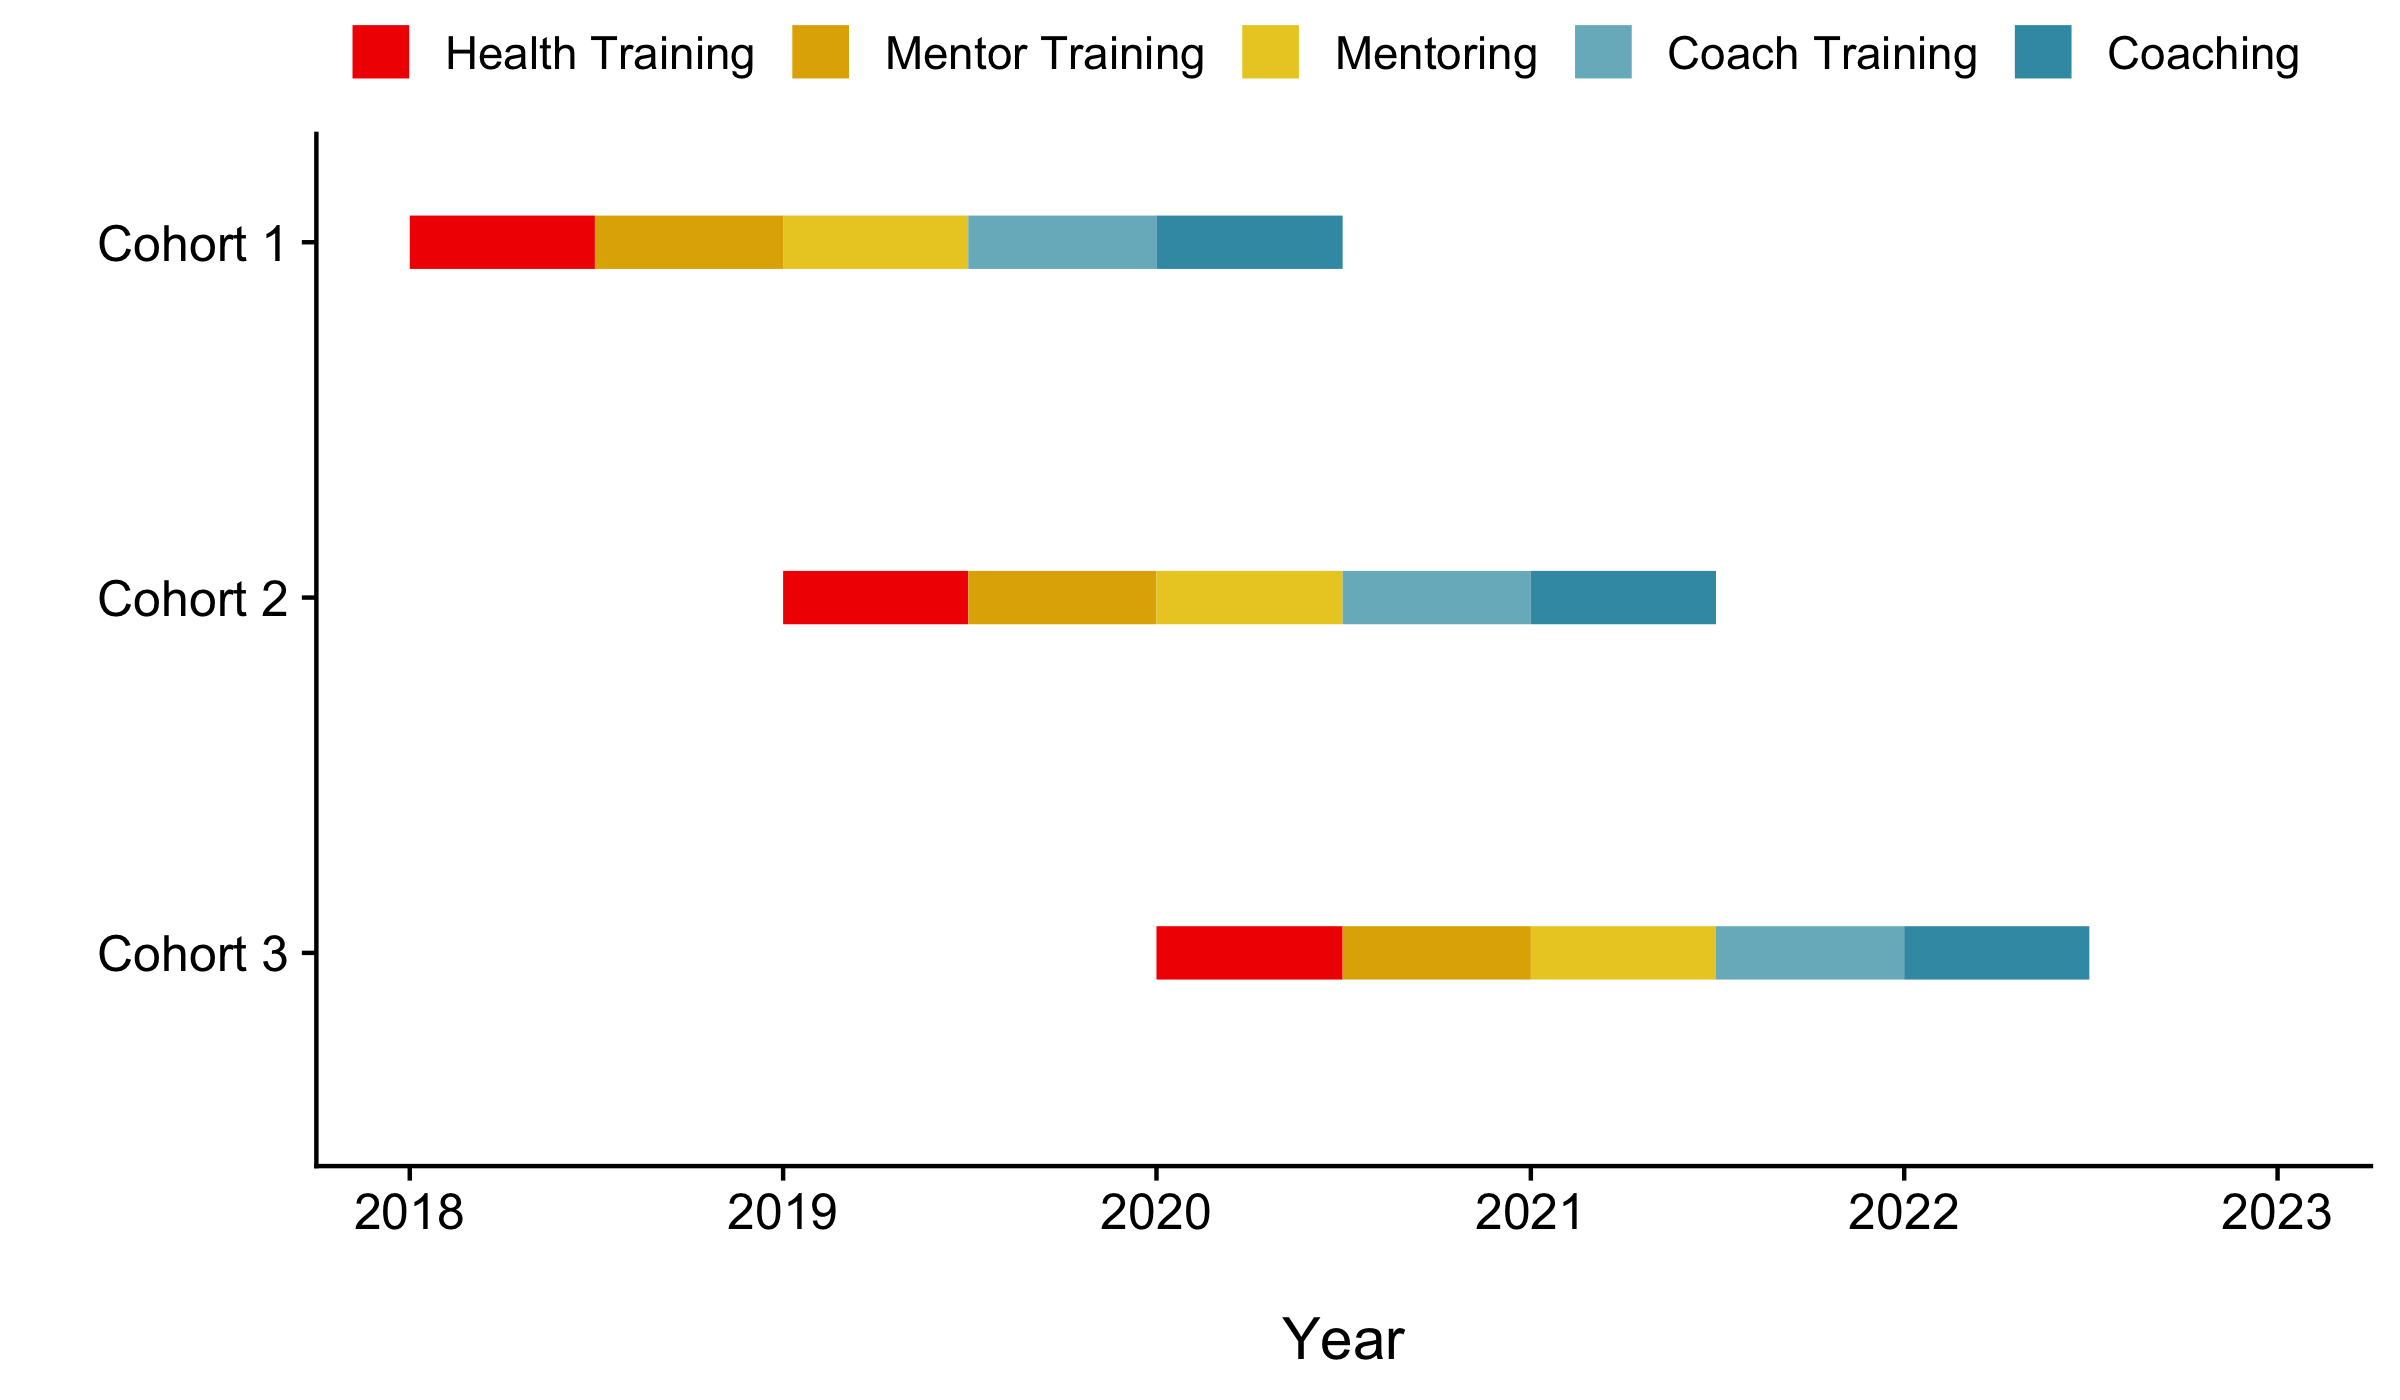 Health Training Mentor Training Mentoring Coach Training Coaching
Cohort 1
Cohort 2
Cohort 3
2018 2019 2020 2021 2022 2023
Year